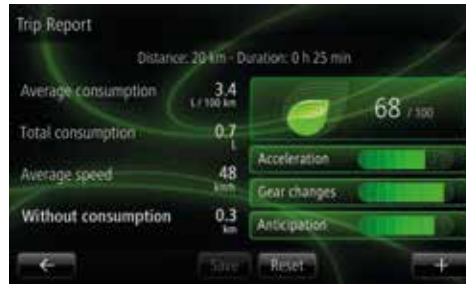 Trip Report
Distance: 20 km - Duration: 0 h 25 min
Average consumption 3.4 L / 100 km
Total consumption 0.7 L
Average speed 48 km/h
Without consumption 0.3 km
68 / 100
Acceleration
Gear changes
Anticipation
Save Reset +